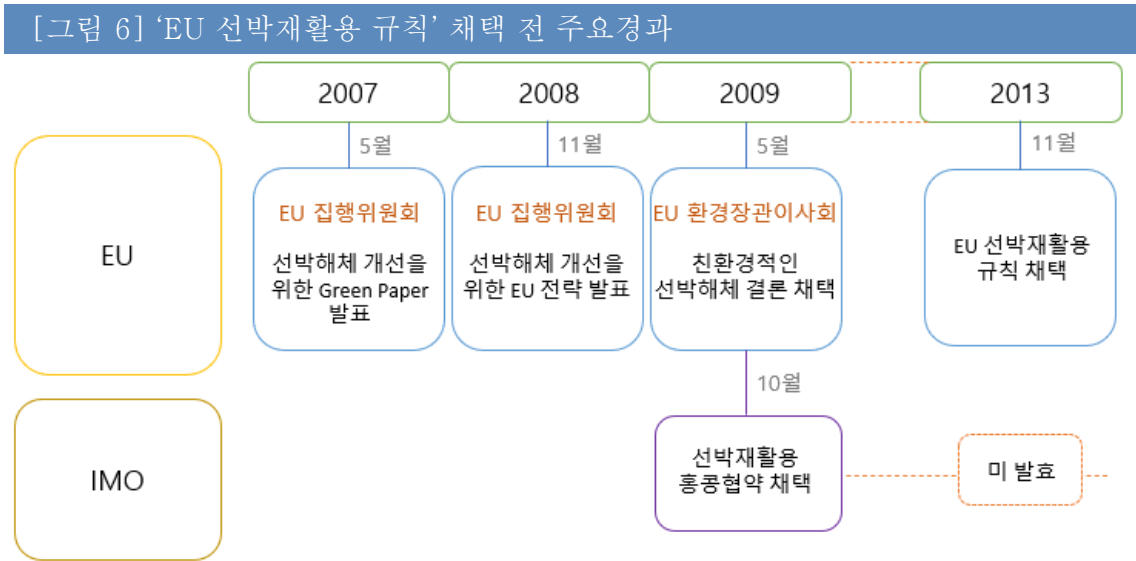 [그림 6] ‘EU 선박재활용 규칙’ 채택 전 주요경과
2007
2008
2009
2013
5월
11월
5월
11월
EU
EU 집행위원회
선박해체 개선을
위한 Green Paper
발표
EU 집행위원회
선박해체 개선을
위한 EU 전략 발표
EU 환경장관이사회
친환경적인
선박해체 결론 채택
EU 선박재활용
규칙 채택
10월
IMO
선박재활용
홍콩협약 채택
미 발효